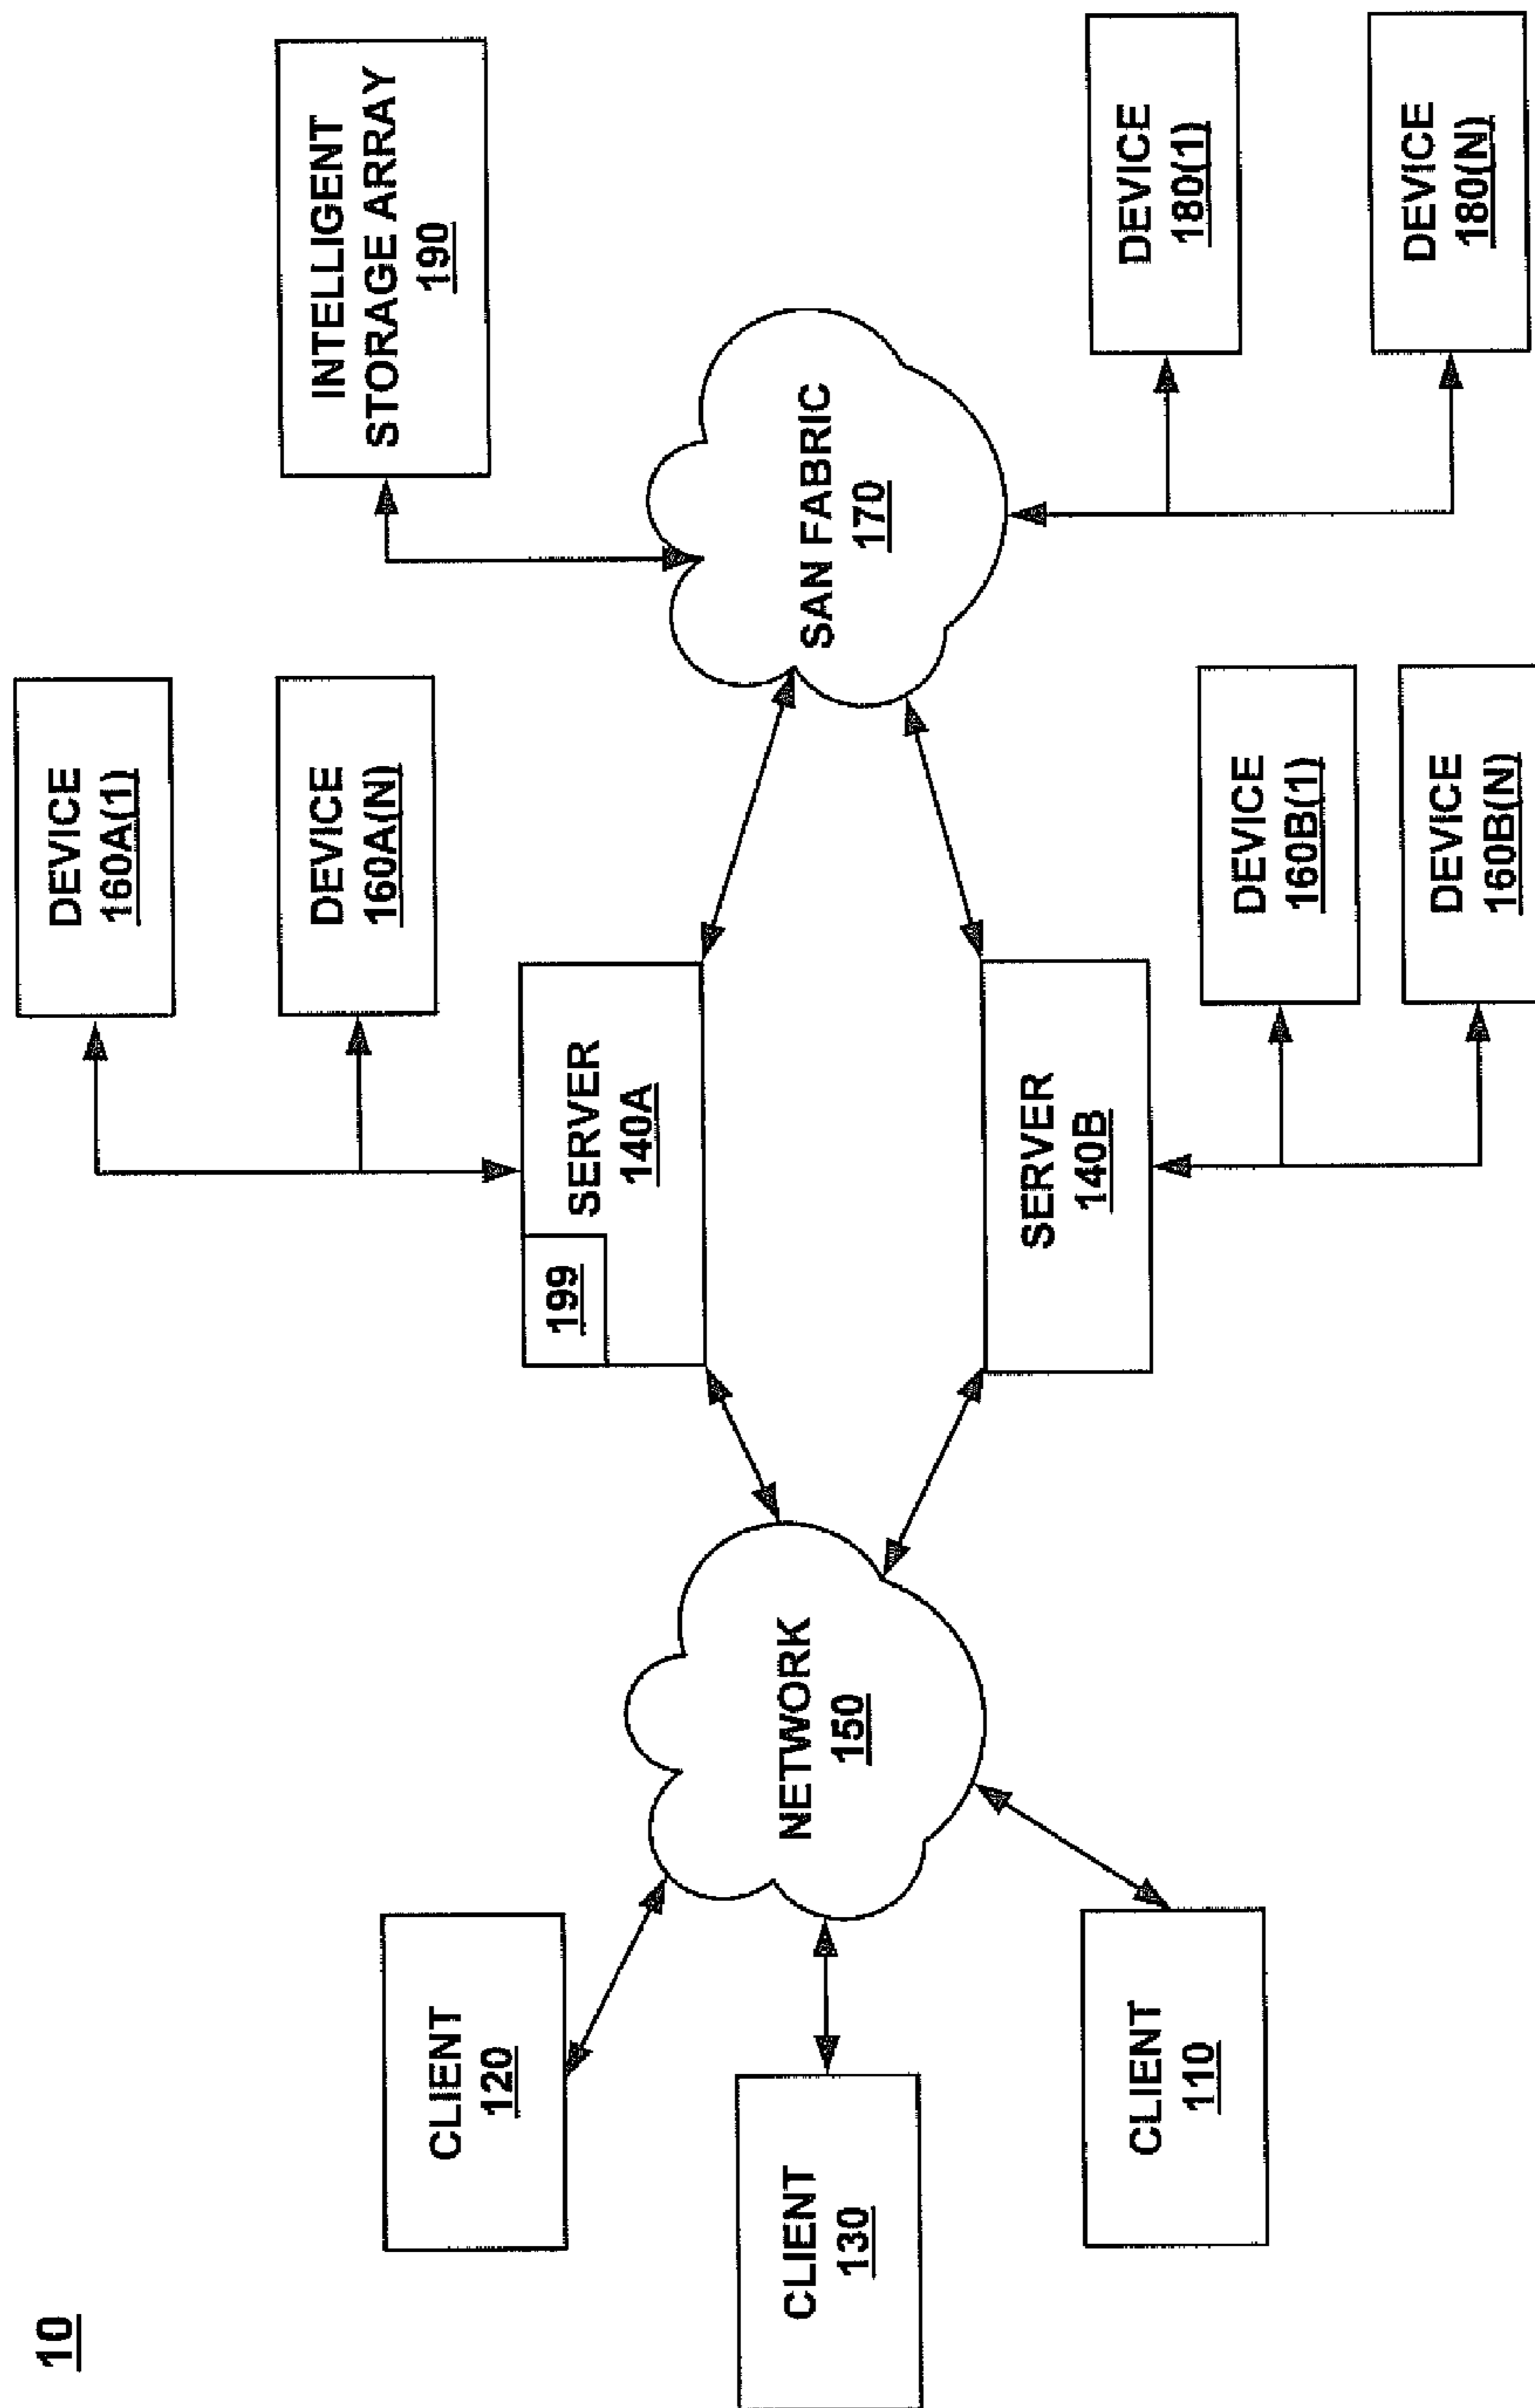 10
DEVICE
160A(1)
DEVICE
160A(N)
INTELLIGENT
STORAGE ARRAY
190
CLIENT
120
199
SERVER
140A
CLIENT
130
NETWORK
150
SAN FABRIC
170
SERVER
140B
CLIENT
110
DEVICE
160B(1)
DEVICE
160B(N)
DEVICE
180(1)
DEVICE
180(N)